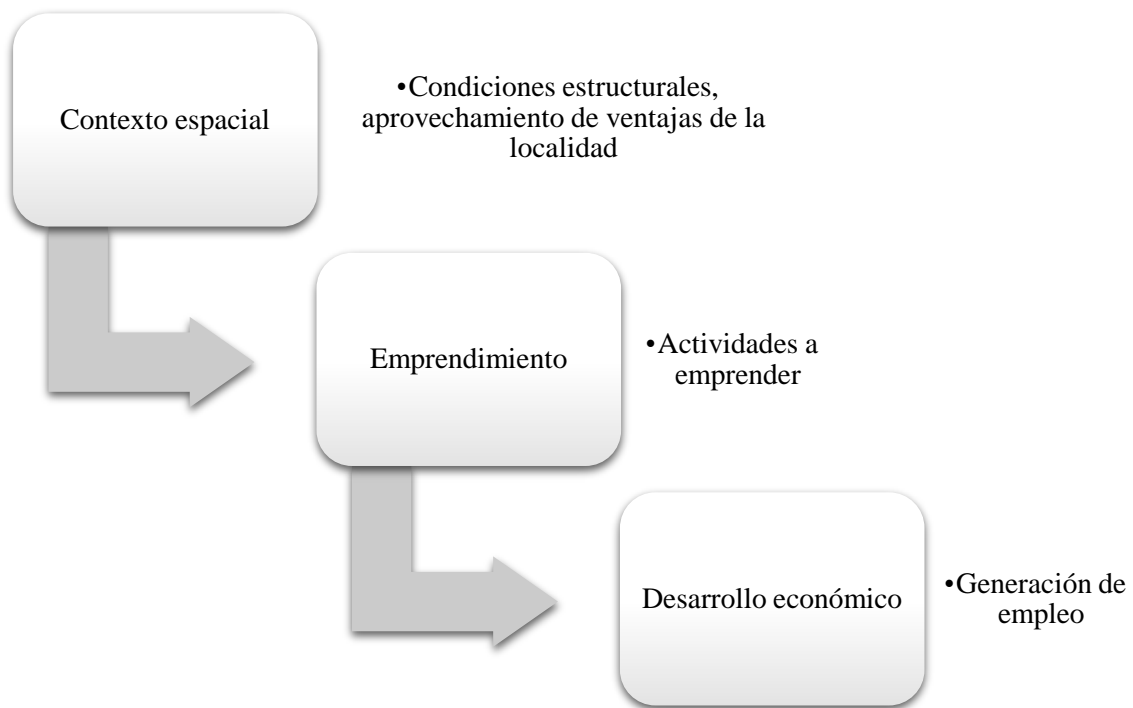 Contexto espacial
•Condiciones estructurales,
aprovechamiento de ventajas de la
localidad
Emprendimiento
•Actividades a
emprender
Desarrollo económico
•Generación de
empleo